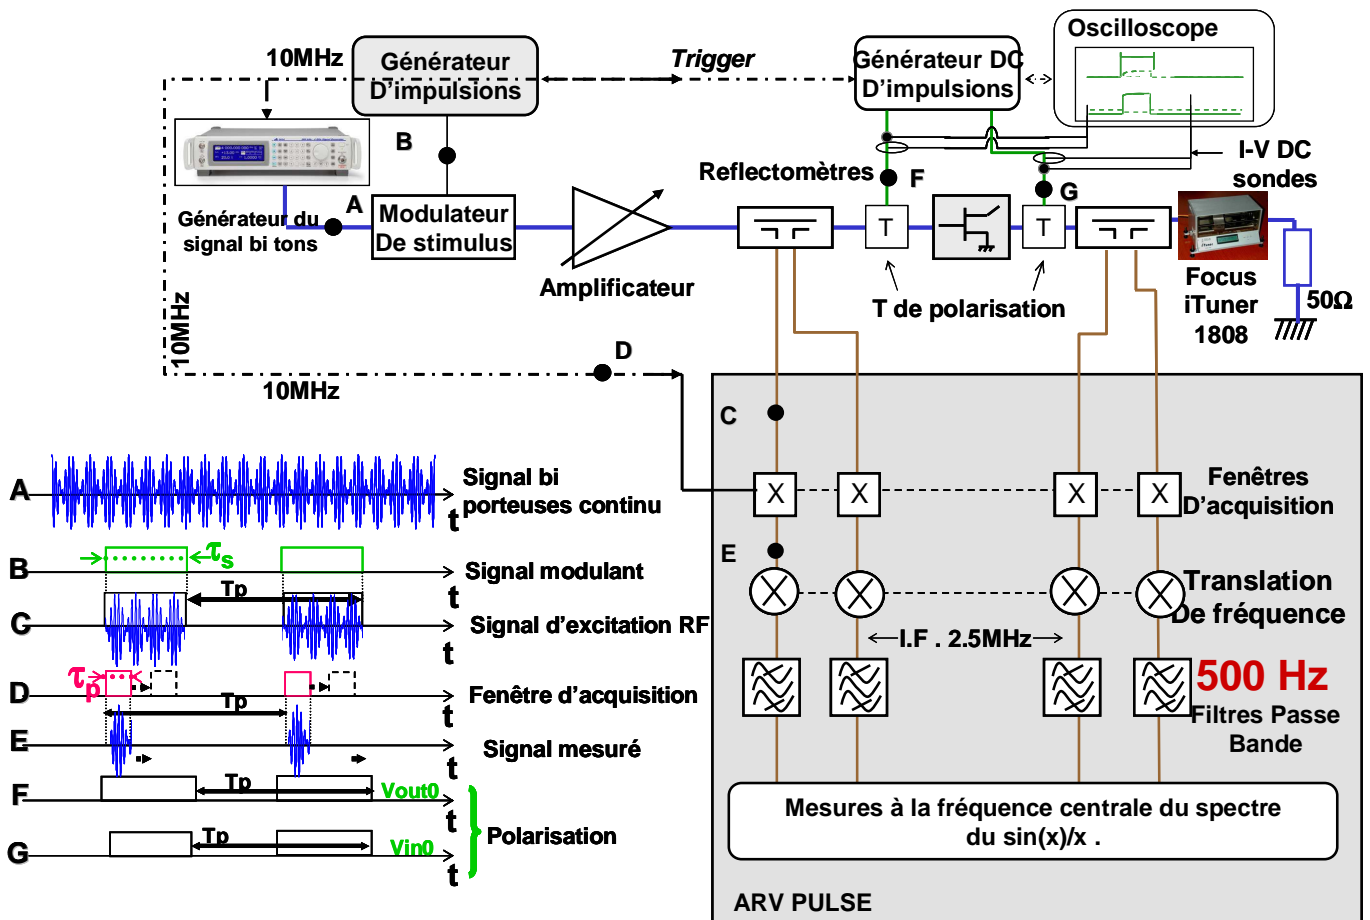 10MHz
Générateur
D'impulsions
Trigger
Générateur DC
D'impulsions
Oscilloscope
B
I-V DC
sondes
Reflectomètres
F
G
A
Générateur du
signal bi tons
Modulateur
De stimulus
T
T
Amplificateur
T de polarisation
Focus
iTuner
1808
50Ω
10MHz
10MHz
D
C
X
X
X
X
Fenêtres
D'acquisition
E
Translation
De fréquence
I.F . 2.5MHz
500 Hz
Filtres Passe
Bande
Mesures à la fréquence centrale du spectre
du sin(x)/x .
ARV PULSE
A
Signal bi
porteuses continu
t
B
τs
Signal modulant
t
Tp
C
Signal d'excitation RF
t
D
τp
Fenêtre d'acquisition
t
Tp
E
Signal mesuré
t
F
Tp
Vout0
t
Polarisation
G
Tp
Vin0
t